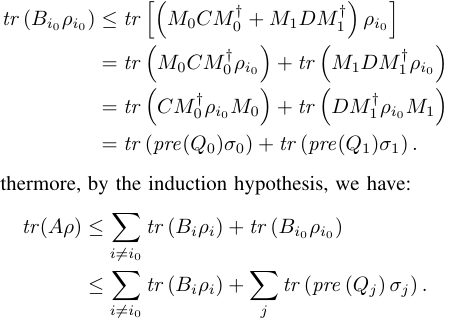 tr (B_{i_0} ρ_{i_0}) ≤ tr [(M_0 C M_0^† + M_1 D M_1^†) ρ_{i_0}]
= tr (M_0 C M_0^† ρ_{i_0}) + tr (M_1 D M_1^† ρ_{i_0})
= tr (C M_0^† ρ_{i_0} M_0) + tr (D M_1^† ρ_{i_0} M_1)
= tr (pre(Q_0)σ_0) + tr (pre(Q_1)σ_1) .
thermore, by the induction hypothesis, we have:
tr(Aρ) ≤ ∑_{i≠i_0} tr (B_i ρ_i) + tr (B_{i_0} ρ_{i_0})
≤ ∑_{i≠i_0} tr (B_i ρ_i) + ∑_j tr (pre (Q_j) σ_j) .